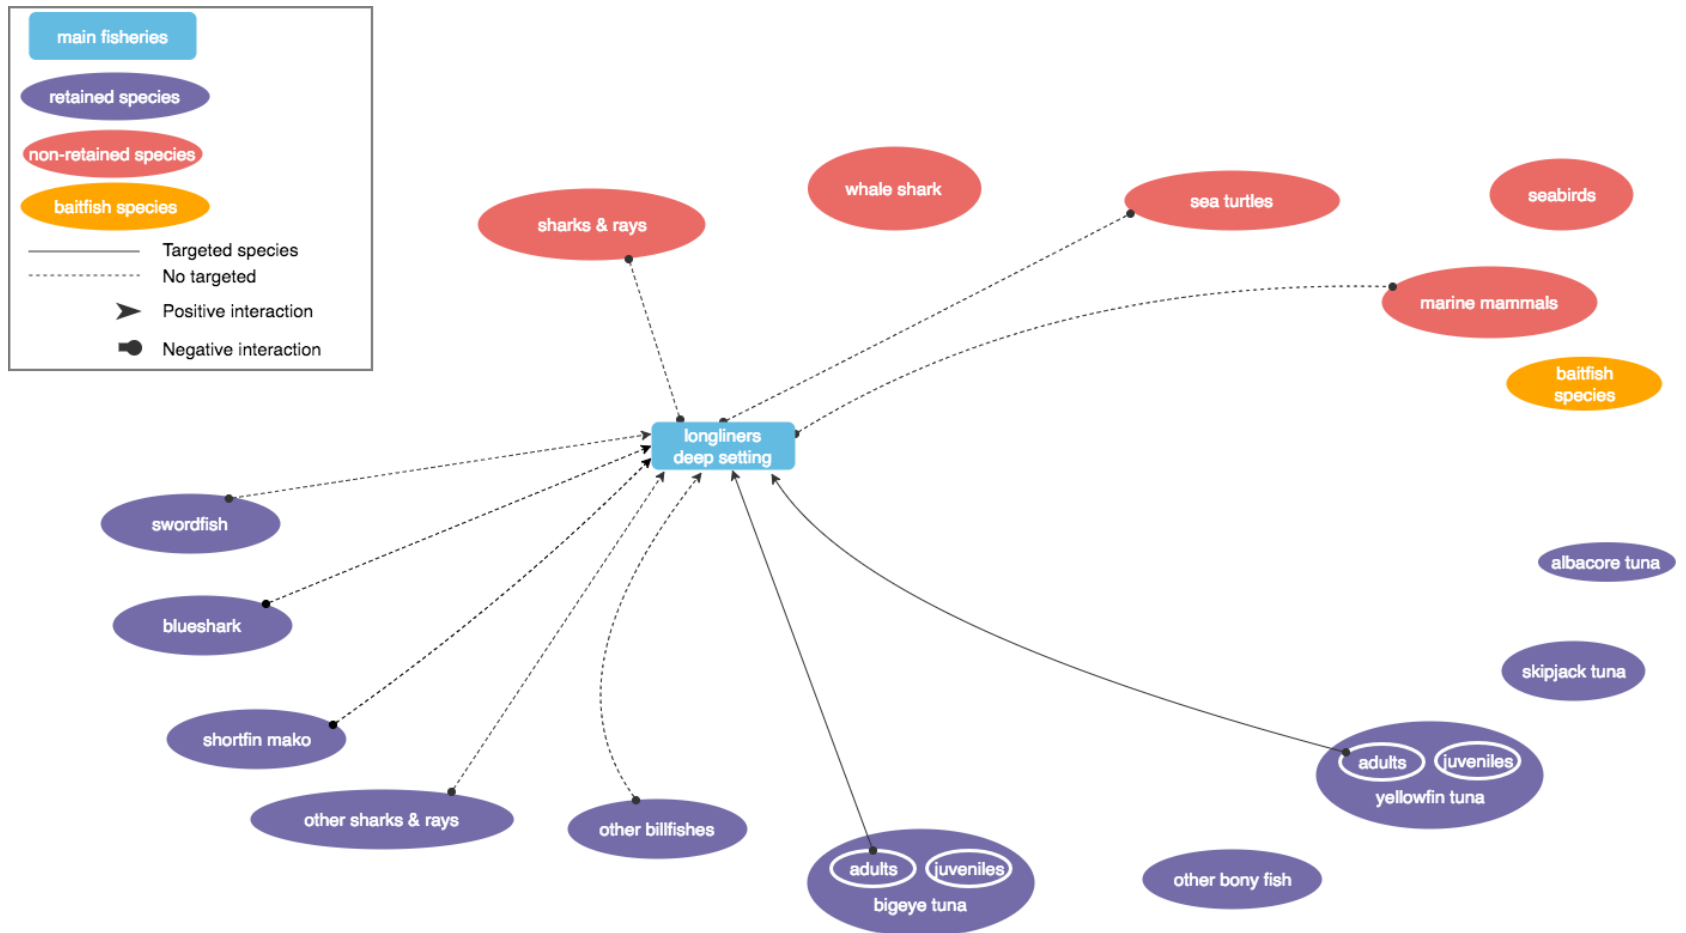 main fisheries
retained species
non-retained species
baitfish species
Targeted species
No targeted
Positive interaction
Negative interaction
whale shark
sea turtles
seabirds
sharks & rays
marine mammals
baitfish
species
longliners
deep setting
swordfish
albacore tuna
blueshark
skipjack tuna
shortfin mako
adults
juveniles
yellowfin tuna
other sharks & rays
other billfishes
adults
juveniles
bigeye tuna
other bony fish